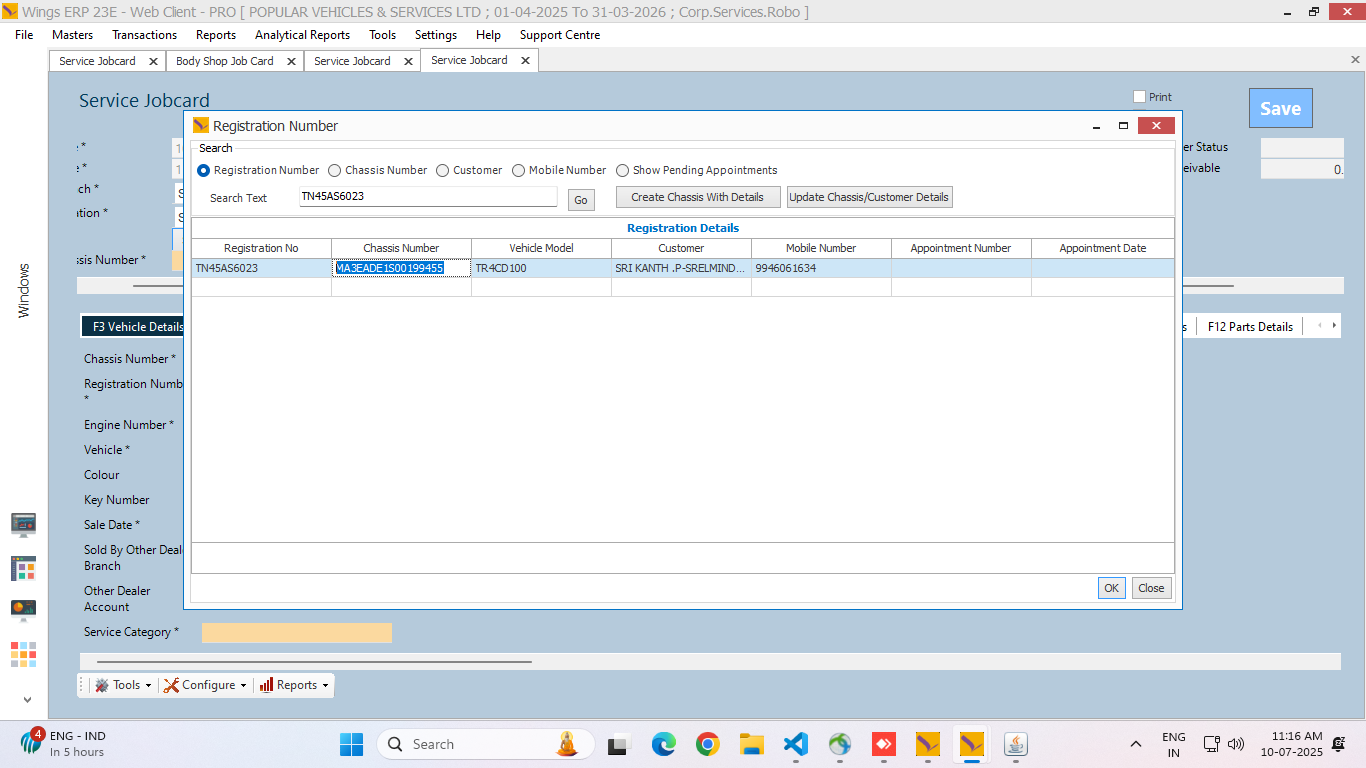 Wings ERP 23E - Web Client - PRO [ POPULAR VEHICLES & SERVICES LTD ; 01-04-2025 To 31-03-2026 ; Corp.Services.Robo ]
File Masters Transactions Reports Analytical Reports Tools Settings Help Support Centre
Service Jobcard Body Shop Job Card Service Jobcard Service Jobcard
Service Jobcard
Print
Save
Registration Number
Search
Registration Number Chassis Number Customer Mobile Number Show Pending Appointments
Search Text TN45AS6023 Go Create Chassis With Details Update Chassis/Customer Details
Registration Details
Registration No Chassis Number Vehicle Model Customer Mobile Number Appointment Number Appointment Date
TN45AS6023 MA3EADE1S00199455 TR4CD100 SRI KANTH .P-SRELMIND... 9946061634
OK Close
er Status
eivable 0.
ch *
ation *
ssis Number *
Windows
F3 Vehicle Details
s F12 Parts Details
Chassis Number *
Registration Numb
*
Engine Number *
Vehicle *
Colour
Key Number
Sale Date *
Sold By Other Deal
Branch
Other Dealer
Account
Service Category *
Tools Configure Reports
4 ENG - IND
In 5 hours
Search
ENG
IN
11:16 AM
10-07-2025